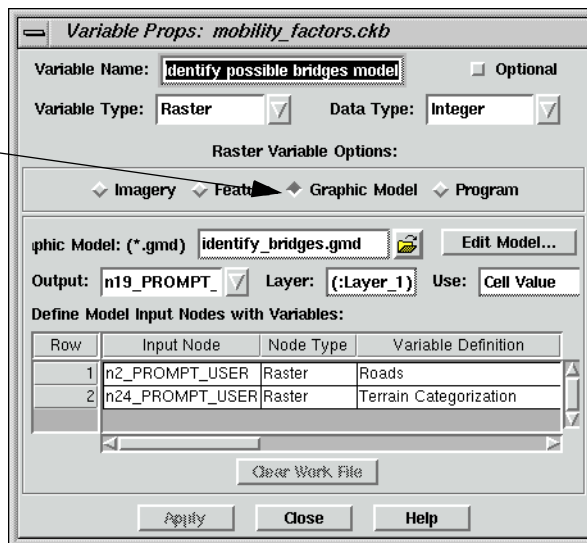 Variable Props: mobility_factors.ckb
Variable Name: dentify possible bridges model Optional
Variable Type: Raster Data Type: Integer
Raster Variable Options:
Imagery Featu Graphic Model Program
phic Model: (*.gmd) identify_bridges.gmd Edit Model...
Output: n19_PROMPT_ Layer: (:Layer_1) Use: Cell Value
Define Model Input Nodes with Variables:
Row Input Node Node Type Variable Definition
1 n2_PROMPT_USER Raster Roads
2 n24_PROMPT_USER Raster Terrain Categorization
Clear Work File
Apply Close Help